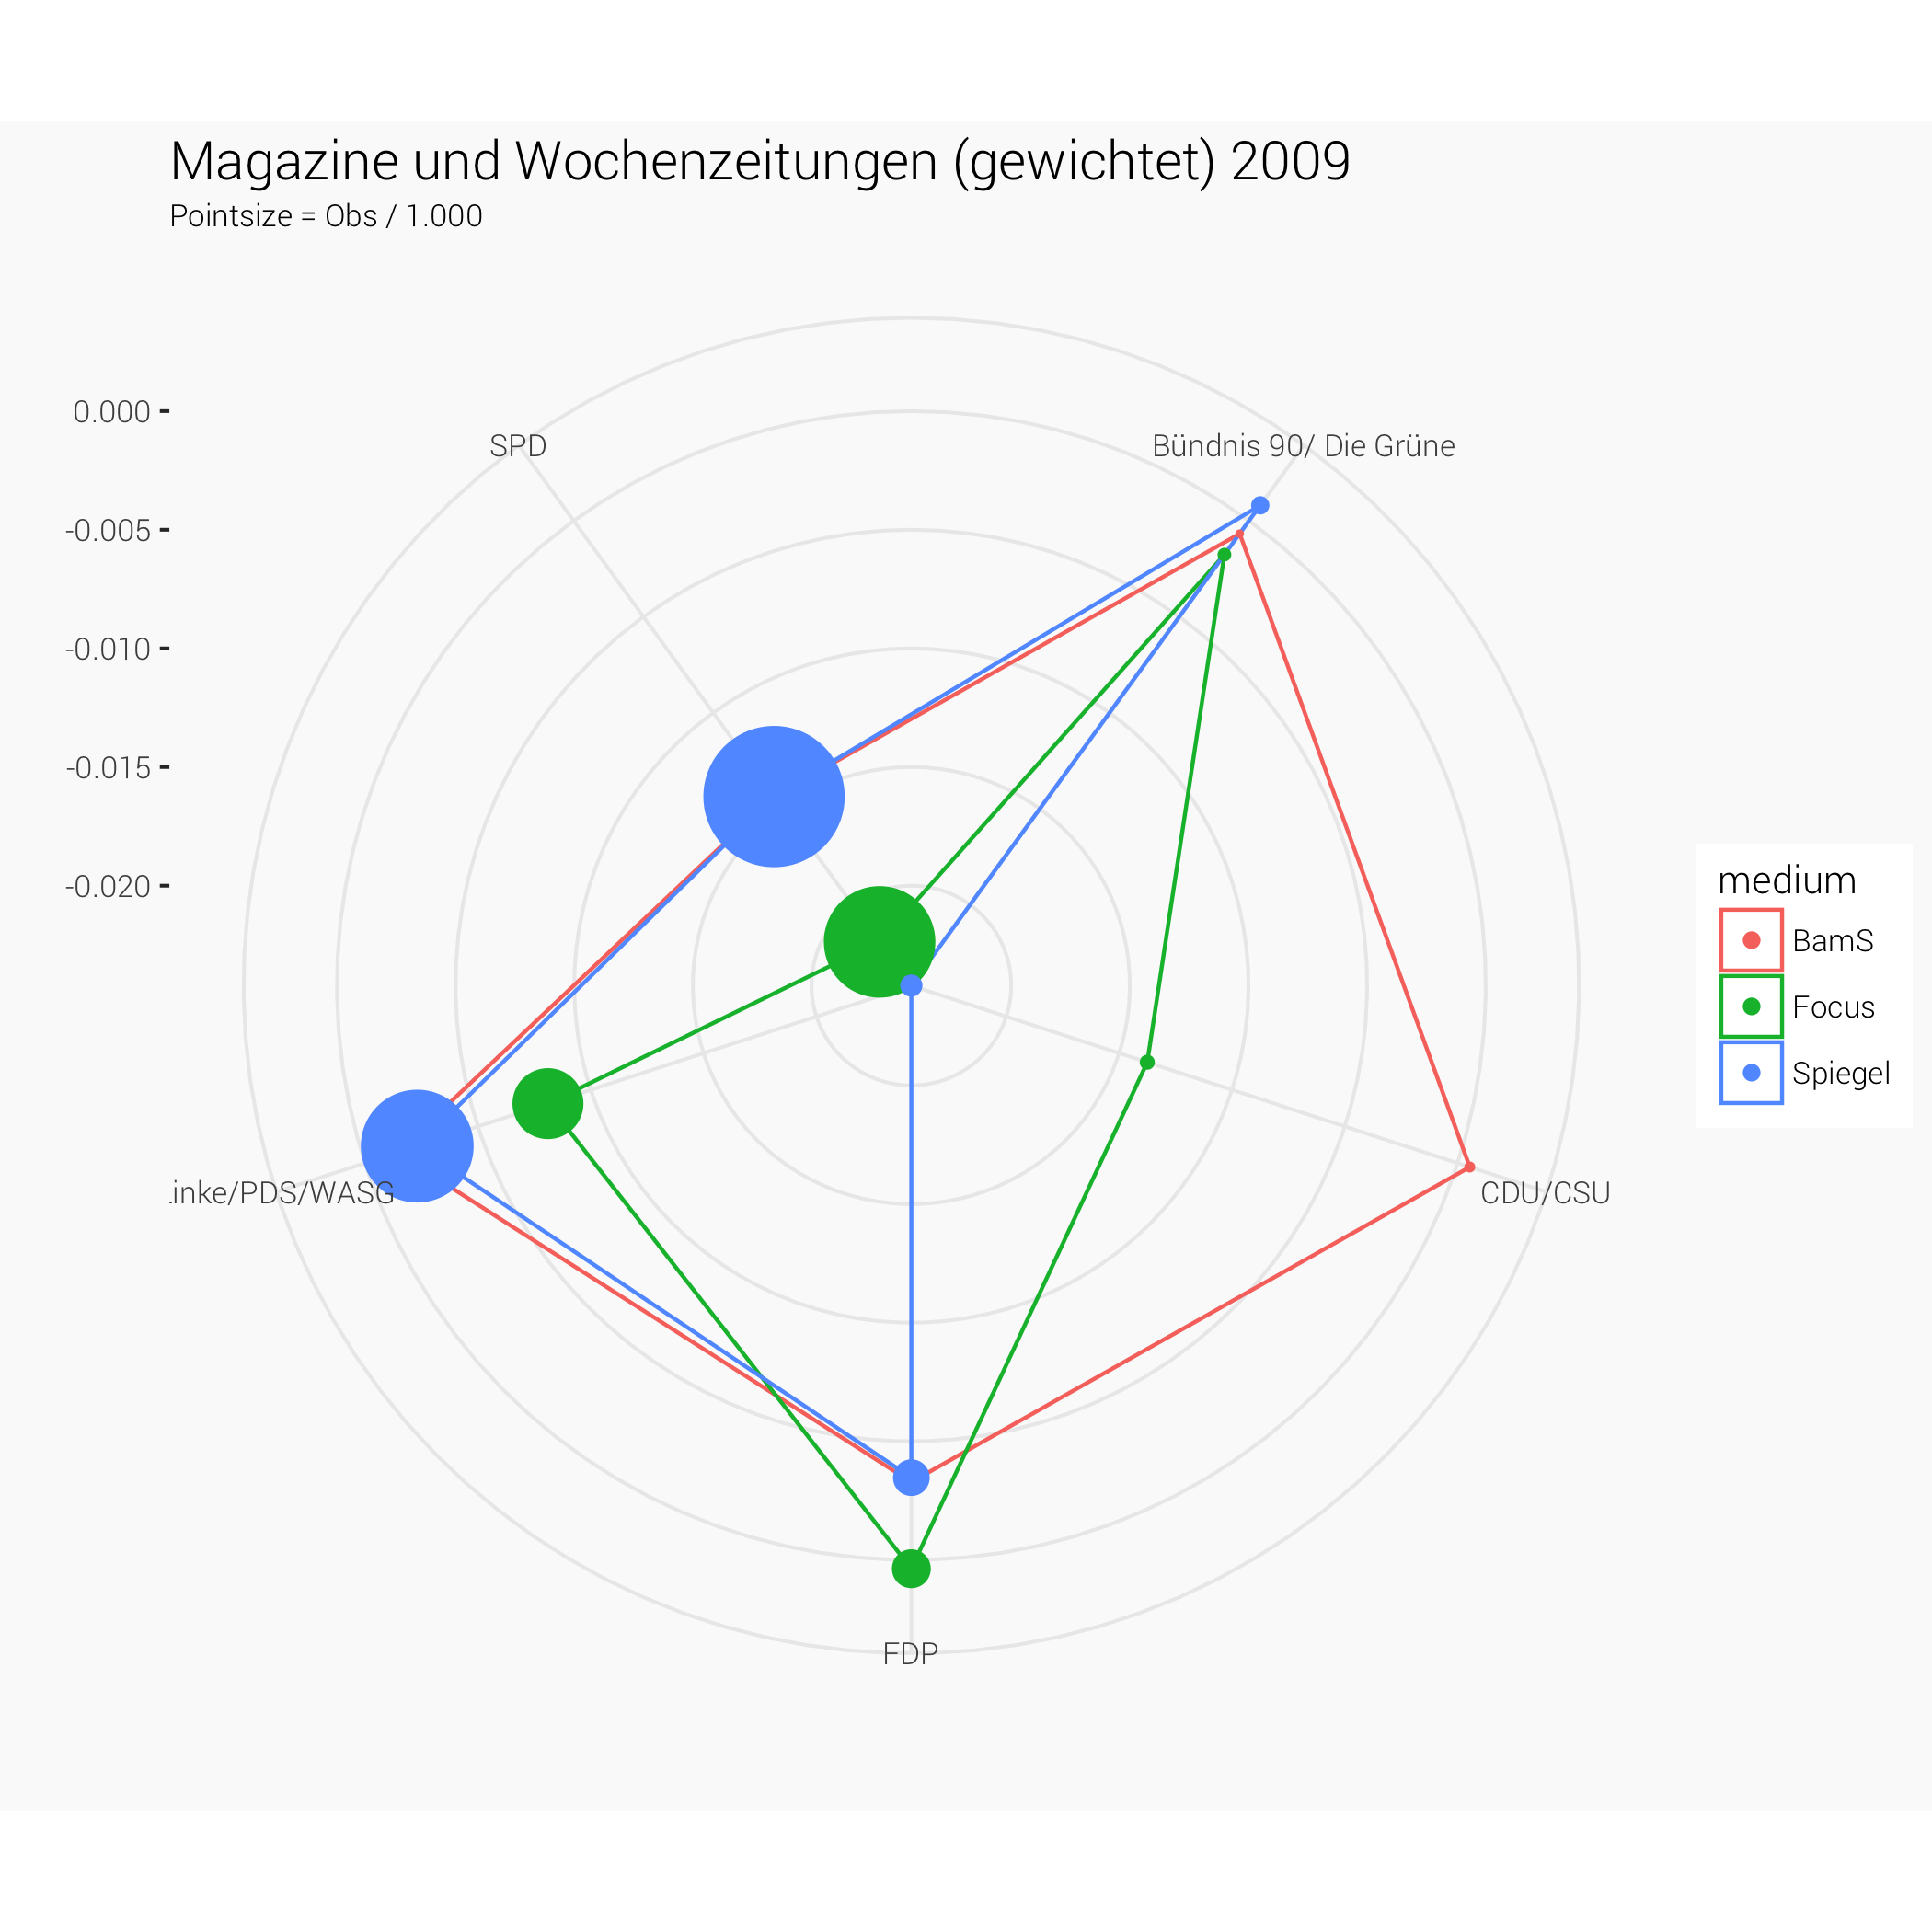 Magazine und Wochenzeitungen (gewichtet) 2009
Pointsize = Obs / 1.000
0.000
-0.005
-0.010
-0.015
-0.020
SPD
Bündnis 90/ Die Grüne
.inke/PDS/WASG
CDU/CSU
FDP
medium
BamS
Focus
Spiegel